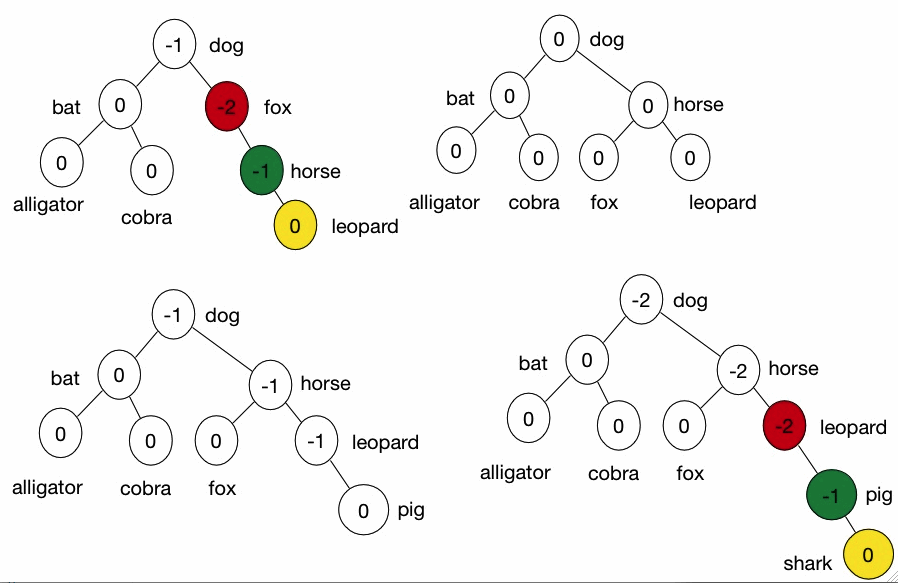 -1 dog
bat 0 -2 fox
0 0 -1 horse
alligator cobra 0 leopard
0 dog
bat 0 0 horse
0 0 0 0
alligator cobra fox leopard
-1 dog
bat 0 -1 horse
0 0 0 -1 leopard
alligator cobra fox 0 pig
-2 dog
bat 0 -2 horse
0 0 0 -2 leopard
alligator cobra fox -1 pig
shark 0